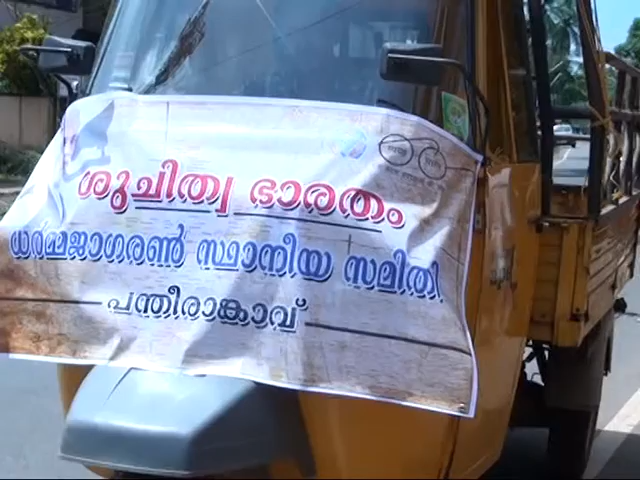 ശുചിത്വ ഭാരതം
ധർമ്മജാഗരൺ സ്ഥാനീയ സമിതി
പന്തീരാങ്കാവ്